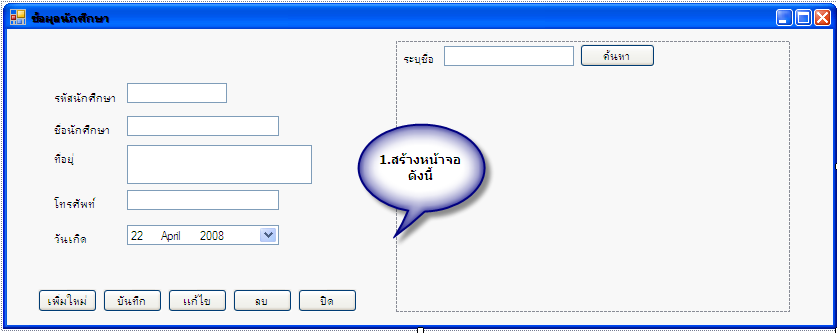 ข้อมูลนักศึกษา
ระบุชื่อ
ค้นหา
รหัสนักศึกษา
ชื่อนักศึกษา
ที่อยู่
โทรศัพท์
วันเกิด
22 April 2008
1.สร้างหน้าจอ
ดังนี้
เพิ่มใหม่ บันทึก แก้ไข ลบ ปิด